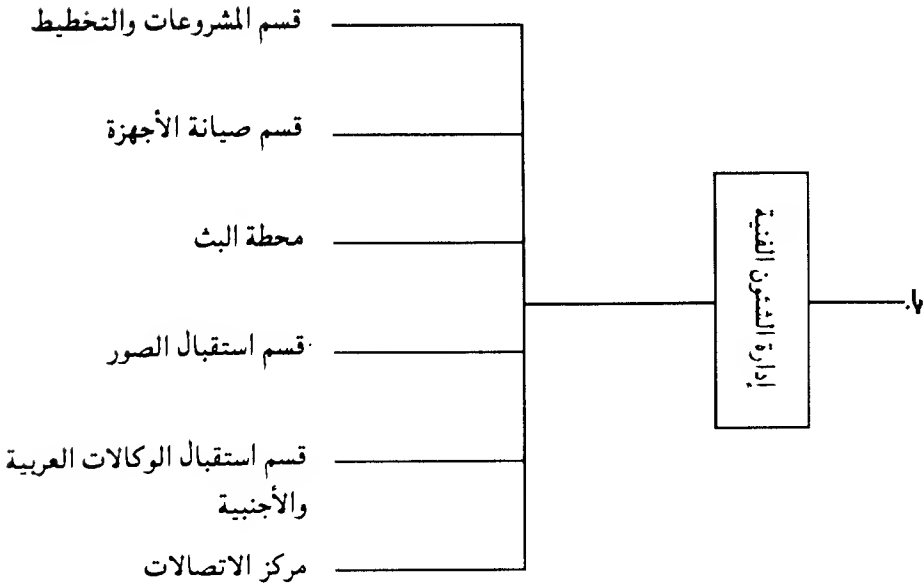 قسم المشروعات والتخطيط
قسم صيانة الأجهزة
محطة البث
إدارة الشئون الفنية
جـ
قسم استقبال الصور
قسم استقبال الوكالات العربية
والأجنبية
مركز الاتصالات